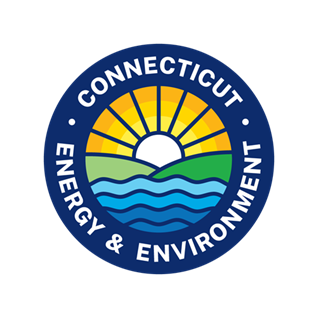 • CONNECTICUT •
ENERGY & ENVIRONMENT